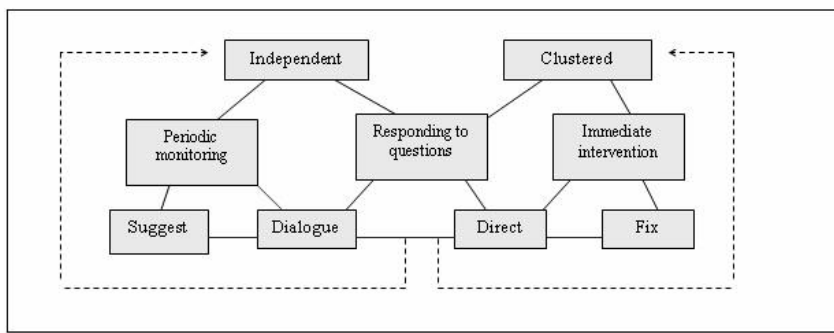 Independent
Clustered
Periodic
monitoring
Responding to
questions
Immediate
intervention
Suggest
Dialogue
Direct
Fix